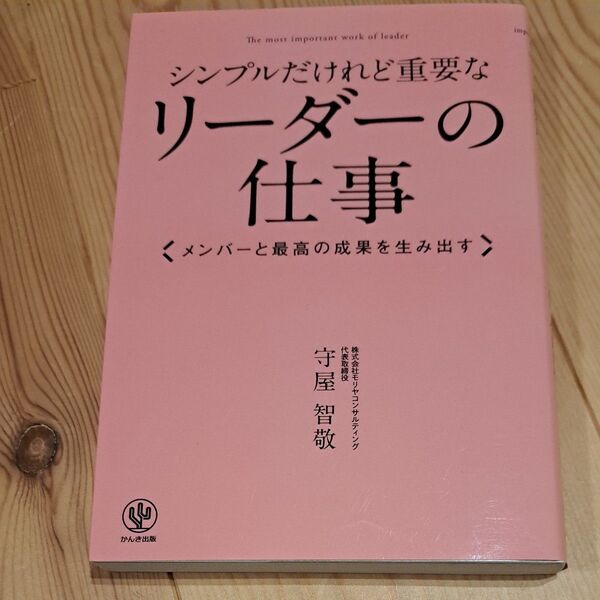 The most important work of leader
シンプルだけれど重要な
リーダーの
仕事
〈メンバーと最高の成果を生み出す〉
株式会社モリヤコンサルティング
代表取締役
守屋 智敬
かんき出版